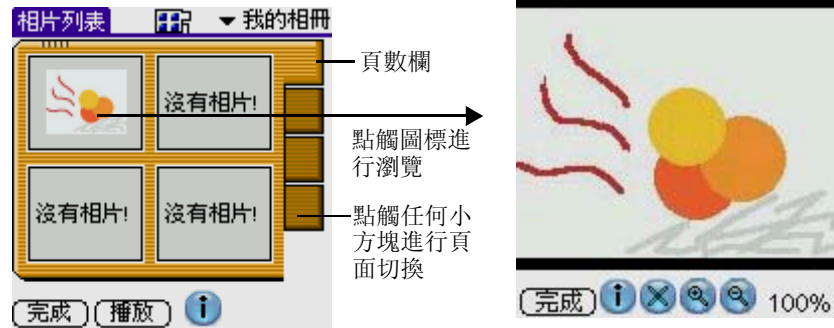 相片列表 ▼ 我的相冊
沒有相片!
沒有相片! 沒有相片!
完成 播放
頁數欄
點觸圖標進
行瀏覽
點觸任何小
方塊進行頁
面切換
完成 100%